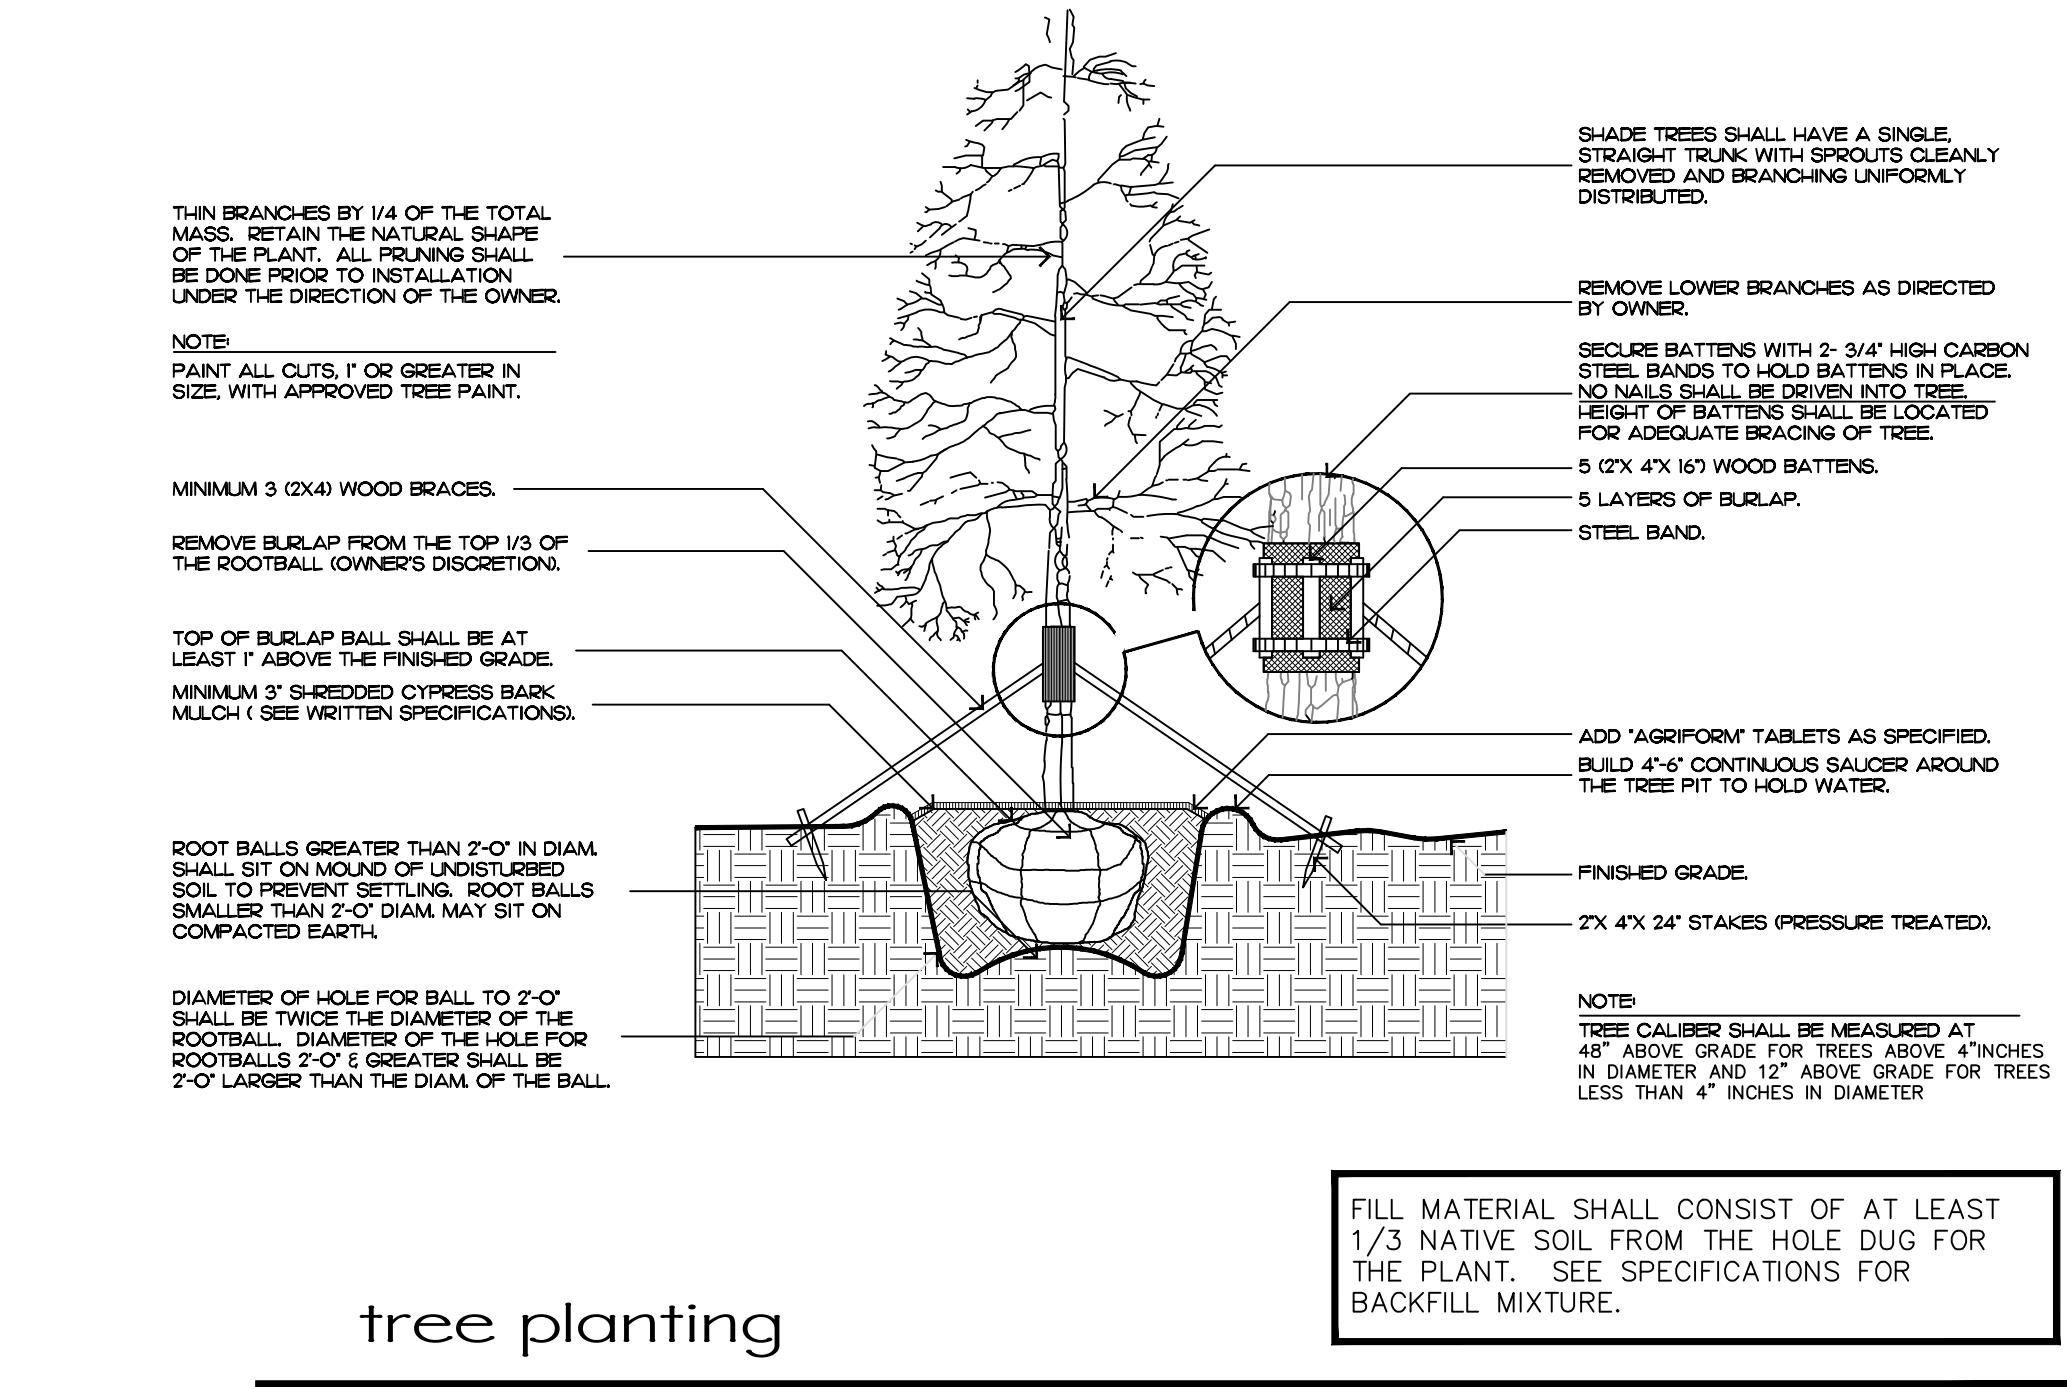 THIN BRANCHES BY 1/4 OF THE TOTAL
MASS. RETAIN THE NATURAL SHAPE
OF THE PLANT. ALL PRUNING SHALL
BE DONE PRIOR TO INSTALLATION
UNDER THE DIRECTION OF THE OWNER.
NOTE:
PAINT ALL CUTS, 1" OR GREATER IN
SIZE, WITH APPROVED TREE PAINT.
MINIMUM 3 (2X4) WOOD BRACES.
REMOVE BURLAP FROM THE TOP 1/3 OF
THE ROOTBALL (OWNER'S DISCRETION).
TOP OF BURLAP BALL SHALL BE AT
LEAST 1" ABOVE THE FINISHED GRADE.
MINIMUM 3" SHREDDED CYPRESS BARK
MULCH ( SEE WRITTEN SPECIFICATIONS).
ROOT BALLS GREATER THAN 2'-0" IN DIAM.
SHALL SIT ON MOUND OF UNDISTURBED
SOIL TO PREVENT SETTLING. ROOT BALLS
SMALLER THAN 2'-0" DIAM. MAY SIT ON
COMPACTED EARTH.
DIAMETER OF HOLE FOR BALL TO 2'-0"
SHALL BE TWICE THE DIAMETER OF THE
ROOTBALL. DIAMETER OF THE HOLE FOR
ROOTBALLS 2'-0" & GREATER SHALL BE
2'-0" LARGER THAN THE DIAM. OF THE BALL.
SHADE TREES SHALL HAVE A SINGLE,
STRAIGHT TRUNK WITH SPROUTS CLEANLY
REMOVED AND BRANCHING UNIFORMLY
DISTRIBUTED.
REMOVE LOWER BRANCHES AS DIRECTED
BY OWNER.
SECURE BATTENS WITH 2- 3/4" HIGH CARBON
STEEL BANDS TO HOLD BATTENS IN PLACE.
NO NAILS SHALL BE DRIVEN INTO TREE.
HEIGHT OF BATTENS SHALL BE LOCATED
FOR ADEQUATE BRACING OF TREE.
5 (2"X 4"X 16") WOOD BATTENS.
5 LAYERS OF BURLAP.
STEEL BAND.
ADD "AGRIFORM" TABLETS AS SPECIFIED.
BUILD 4"-6" CONTINUOUS SAUCER AROUND
THE TREE PIT TO HOLD WATER.
FINISHED GRADE.
2"X 4"X 24" STAKES (PRESSURE TREATED).
NOTE:
TREE CALIBER SHALL BE MEASURED AT
48" ABOVE GRADE FOR TREES ABOVE 4"INCHES
IN DIAMETER AND 12" ABOVE GRADE FOR TREES
LESS THAN 4" INCHES IN DIAMETER
FILL MATERIAL SHALL CONSIST OF AT LEAST
1/3 NATIVE SOIL FROM THE HOLE DUG FOR
THE PLANT. SEE SPECIFICATIONS FOR
BACKFILL MIXTURE.
tree planting